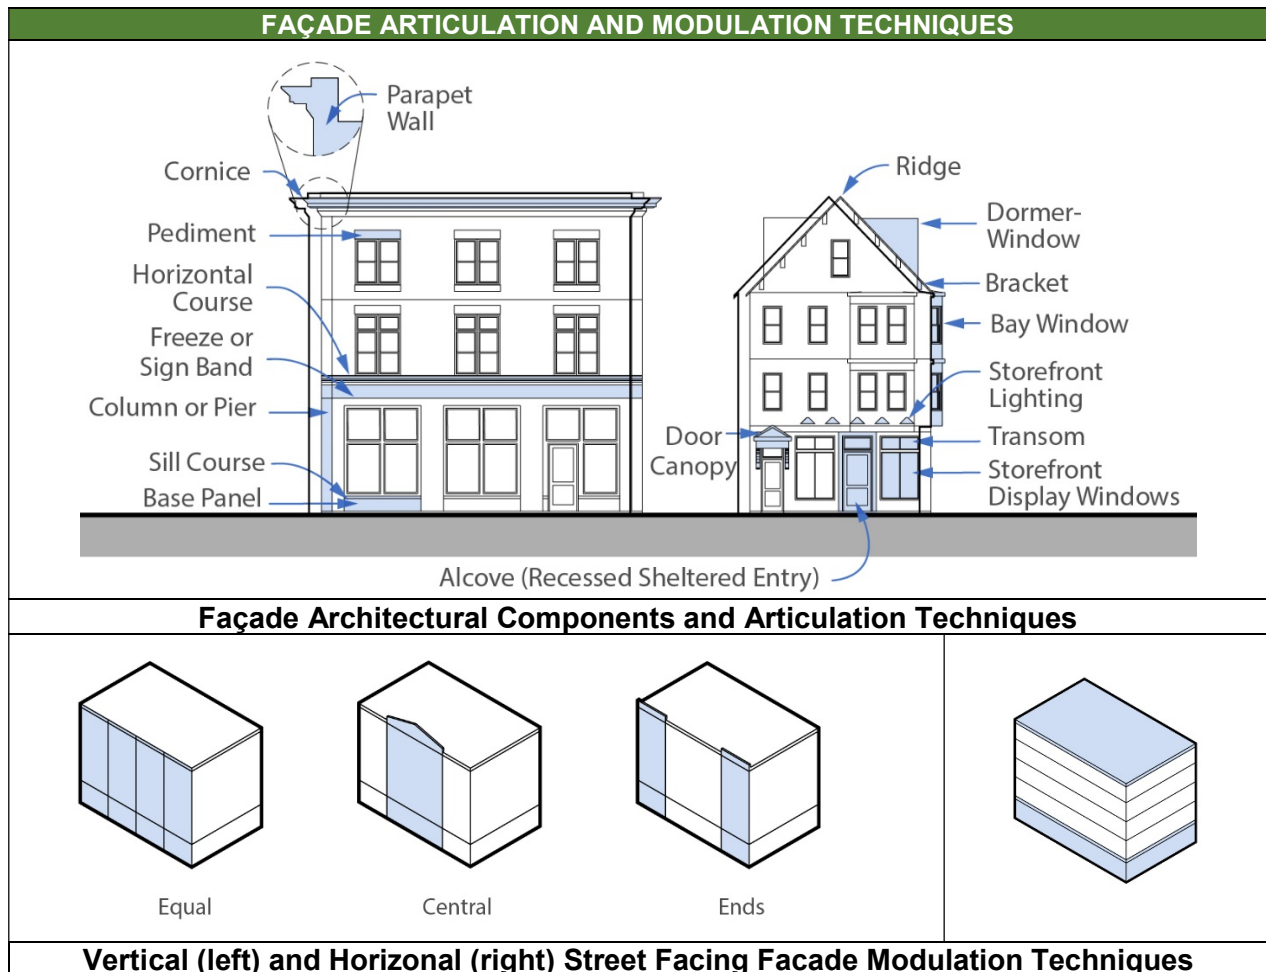 FAÇADE ARTICULATION AND MODULATION TECHNIQUES
Parapet
Wall
Cornice
Pediment
Horizontal
Course
Freeze or
Sign Band
Column or Pier
Sill Course
Base Panel
Ridge
Dormer-
Window
Bracket
Bay Window
Storefront
Lighting
Door
Canopy
Transom
Storefront
Display Windows
Alcove (Recessed Sheltered Entry)
Façade Architectural Components and Articulation Techniques
Equal
Central
Ends
Vertical (left) and Horizonal (right) Street Facing Facade Modulation Techniques